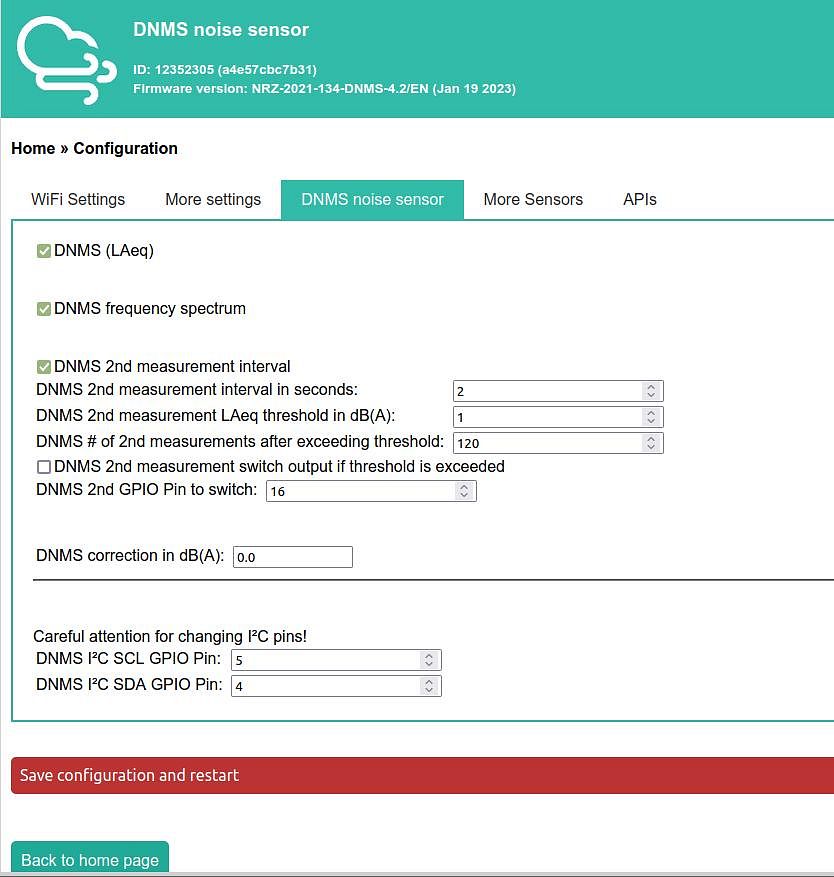 DNMS noise sensor
ID: 12352305 (a4e57cbc7b31)
Firmware version: NRZ-2021-134-DNMS-4.2/EN (Jan 19 2023)
Home » Configuration
WiFi Settings More settings DNMS noise sensor More Sensors APIs
DNMS (LAeq)
DNMS frequency spectrum
DNMS 2nd measurement interval
DNMS 2nd measurement interval in seconds: 2
DNMS 2nd measurement LAeq threshold in dB(A): 1
DNMS # of 2nd measurements after exceeding threshold: 120
DNMS 2nd measurement switch output if threshold is exceeded
DNMS 2nd GPIO Pin to switch: 16
DNMS correction in dB(A): 0.0
Careful attention for changing I²C pins!
DNMS I²C SCL GPIO Pin: 5
DNMS I²C SDA GPIO Pin: 4
Save configuration and restart
Back to home page